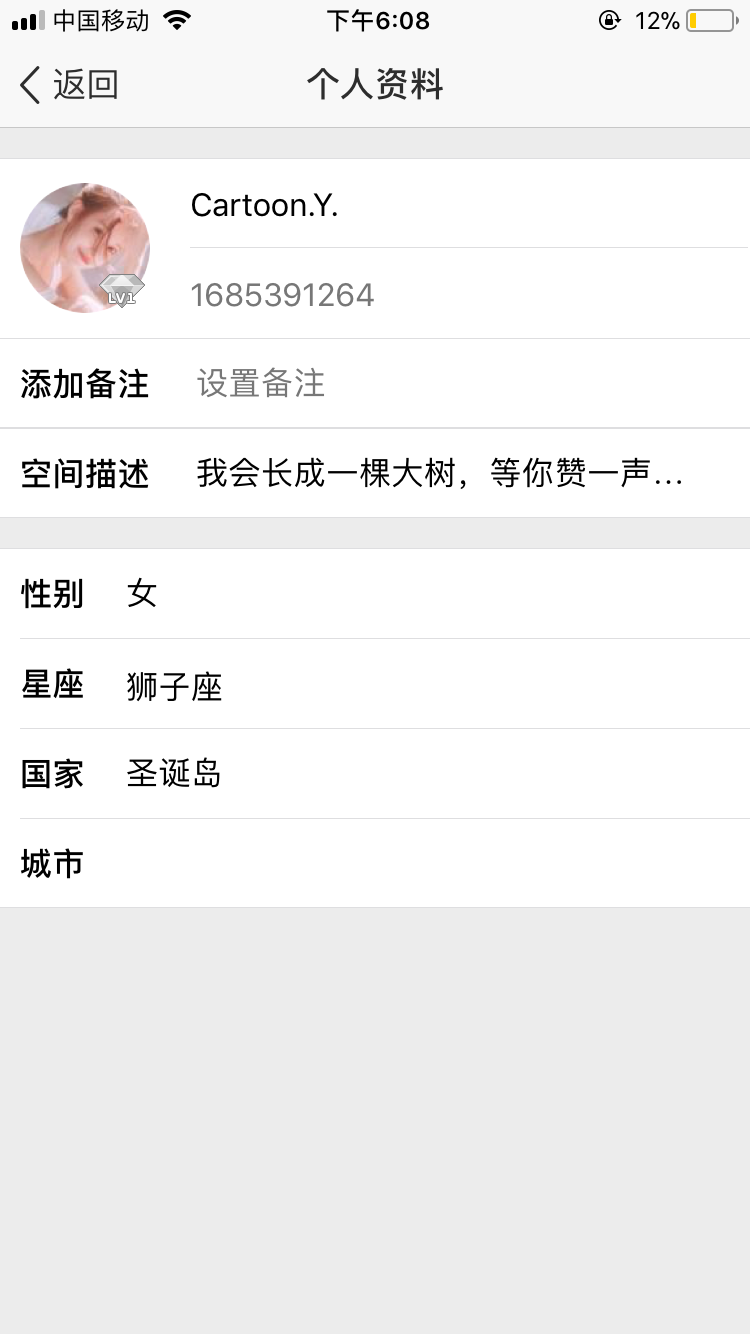 中国移动 下午6:08 12%
返回 个人资料
Cartoon.Y.
LV1
1685391264
添加备注 设置备注
空间描述 我会长成一棵大树，等你赞一声...
性别 女
星座 狮子座
国家 圣诞岛
城市